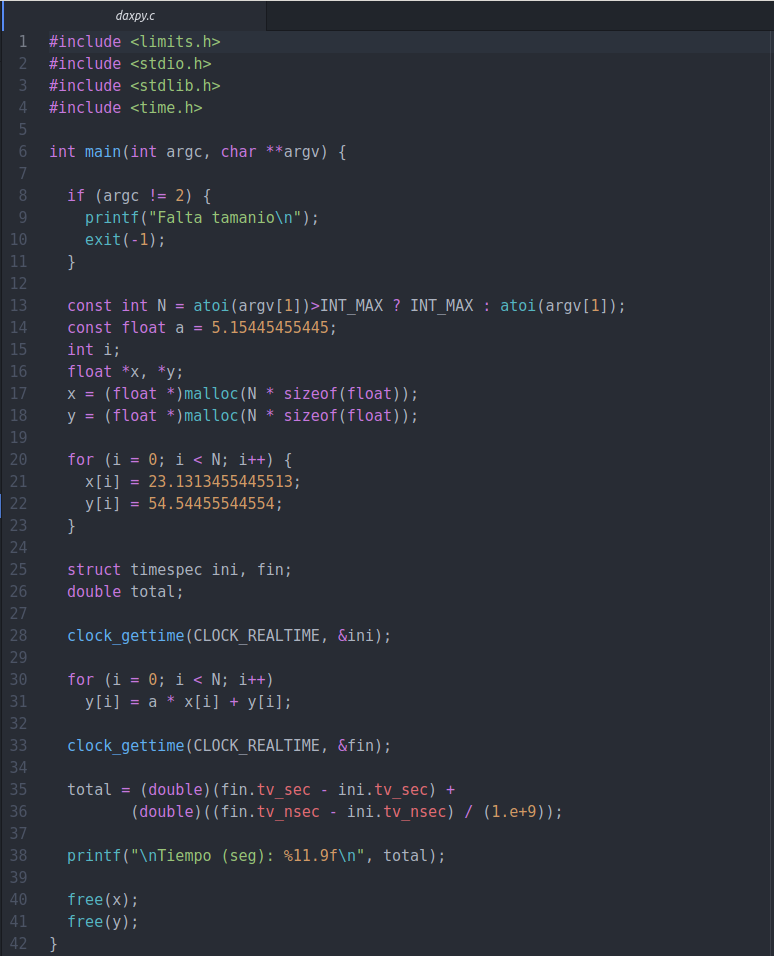 daxpy.c
1 #include <limits.h>
2 #include <stdio.h>
3 #include <stdlib.h>
4 #include <time.h>
5
6 int main(int argc, char **argv) {
7
8   if (argc != 2) {
9     printf("Falta tamanio\n");
10     exit(-1);
11   }
12
13   const int N = atoi(argv[1])>INT_MAX ? INT_MAX : atoi(argv[1]);
14   const float a = 5.15445455445;
15   int i;
16   float *x, *y;
17   x = (float *)malloc(N * sizeof(float));
18   y = (float *)malloc(N * sizeof(float));
19
20   for (i = 0; i < N; i++) {
21     x[i] = 23.1313455445513;
22     y[i] = 54.54455544554;
23   }
24
25   struct timespec ini, fin;
26   double total;
27
28   clock_gettime(CLOCK_REALTIME, &ini);
29
30   for (i = 0; i < N; i++)
31     y[i] = a * x[i] + y[i];
32
33   clock_gettime(CLOCK_REALTIME, &fin);
34
35   total = (double)(fin.tv_sec - ini.tv_sec) +
36          (double)((fin.tv_nsec - ini.tv_nsec) / (1.e+9));
37
38   printf("\nTiempo (seg): %11.9f\n", total);
39
40   free(x);
41   free(y);
42 }